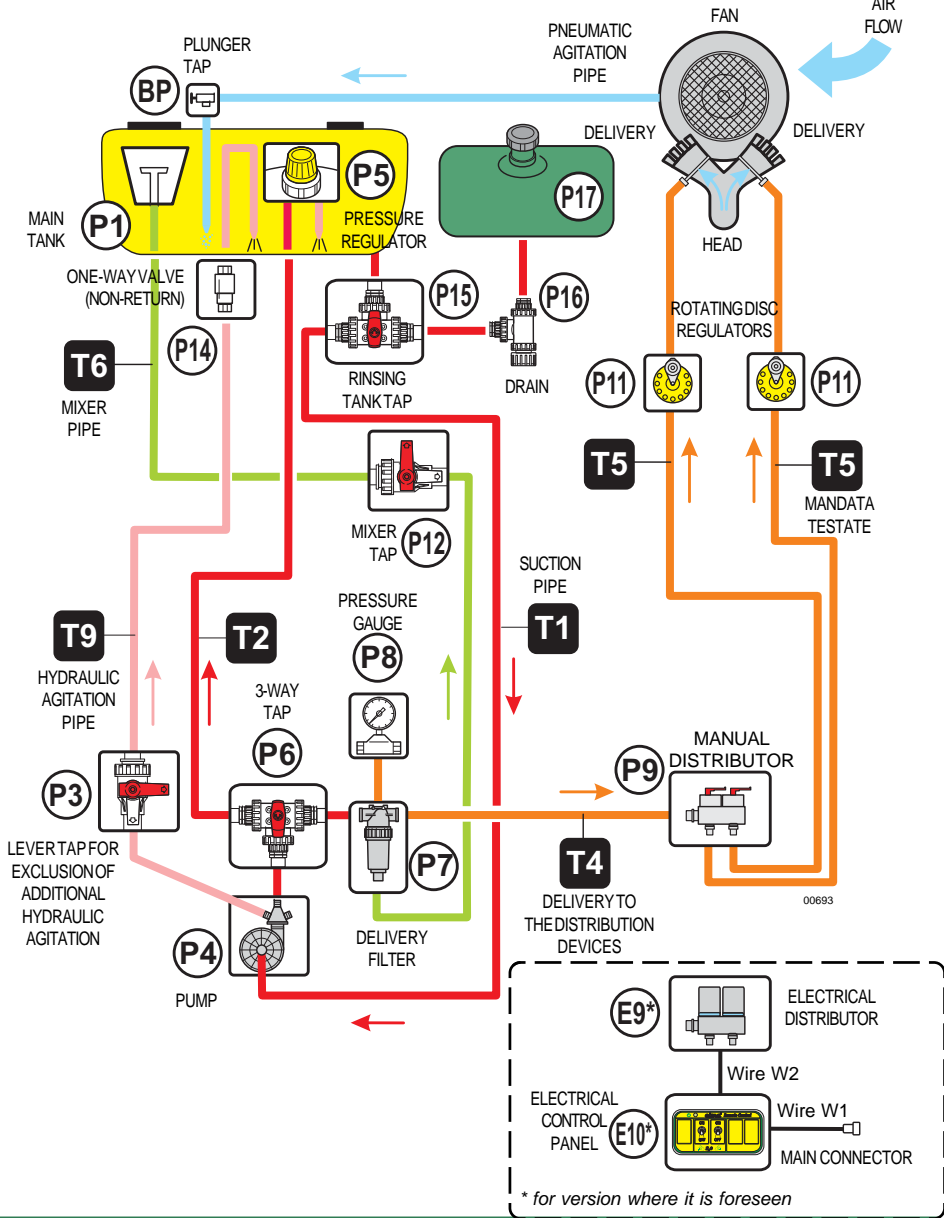 AIR
FLOW
FAN
PNEUMATIC
AGITATION
PIPE
PLUNGER
TAP
BP
DELIVERY
DELIVERY
HEAD
P5
P17
MAIN
TANK
P1
PRESSURE
REGULATOR
ONE-WAY VALVE
(NON-RETURN)
P14
P15
P16
RINSING
TANK TAP
DRAIN
ROTATING DISC
REGULATORS
P11
P11
T6
MIXER
PIPE
T5
T5
MANDATA
TESTATE
MIXER
TAP
P12
SUCTION
PIPE
T1
PRESSURE
GAUGE
P8
T9
HYDRAULIC
AGITATION
PIPE
T2
3-WAY
TAP
P6
P3
LEVER TAP FOR
EXCLUSION OF
ADDITIONAL
HYDRAULIC
AGITATION
MANUAL
DISTRIBUTOR
P9
P7
T4
DELIVERY TO
THE DISTRIBUTION
DEVICES
00693
DELIVERY
FILTER
P4
PUMP
E9*
ELECTRICAL
DISTRIBUTOR
Wire W2
ELECTRICAL
CONTROL
PANEL
E10*
Wire W1
MAIN CONNECTOR
* for version where it is foreseen